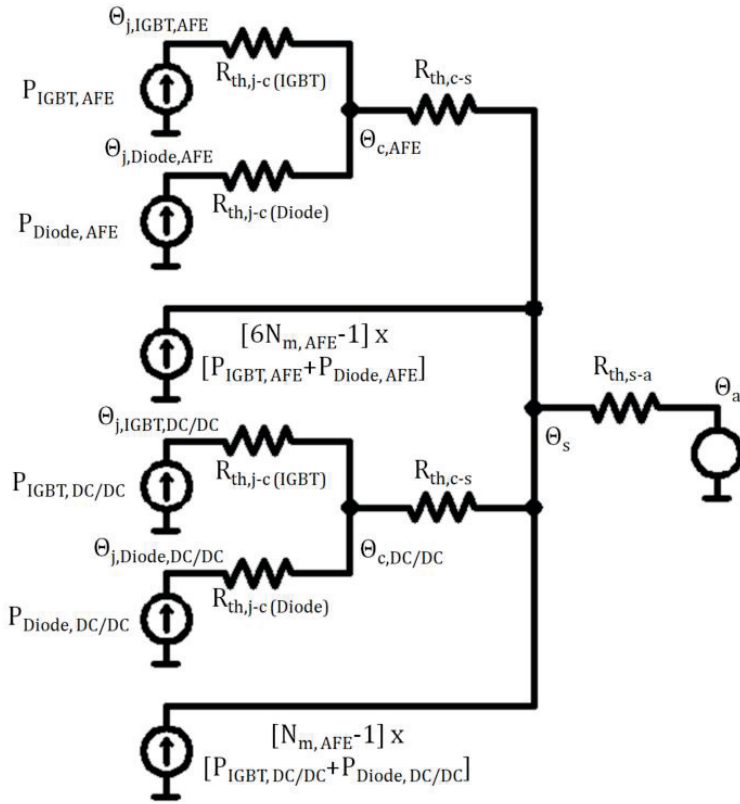 Θj,IGBT,AFE
Rth,j-c (IGBT)
Rth,c-s
PIGBT, AFE
Θc,AFE
Θj,Diode,AFE
Rth,j-c (Diode)
PDiode, AFE
[6Nm, AFE-1] x
[PIGBT, AFE+PDiode, AFE]
Rth,s-a
Θa
Θj,IGBT,DC/DC
Θs
Rth,j-c (IGBT)
Rth,c-s
PIGBT, DC/DC
Θj,Diode,DC/DC
Θc,DC/DC
Rth,j-c (Diode)
PDiode, DC/DC
[Nm, AFE-1] x
[PIGBT, DC/DC+PDiode, DC/DC]